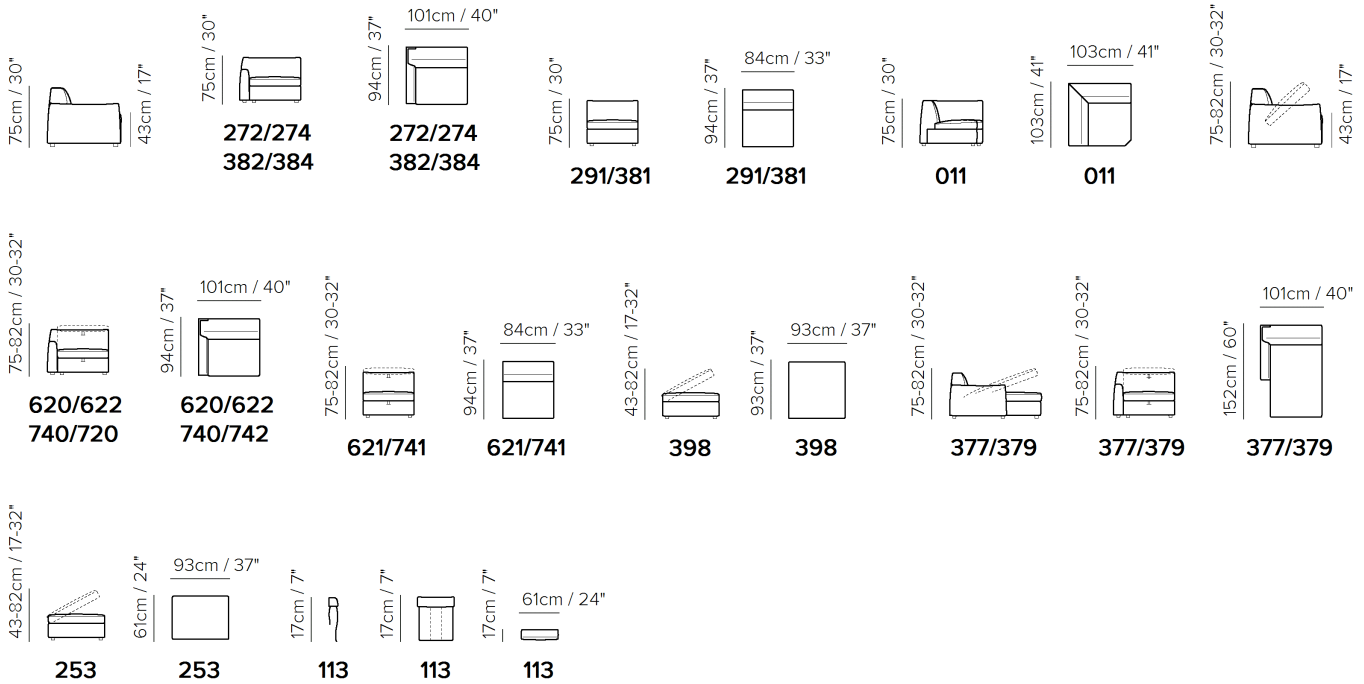 75cm / 30"
43cm / 17"
75cm / 30"
272/274
382/384
94cm / 37"
101cm / 40"
272/274
382/384
75cm / 30"
291/381
94cm / 37"
84cm / 33"
291/381
75cm / 30"
011
103cm / 41"
103cm / 41"
011
75-82cm / 30-32"
43cm / 17"
75-82cm / 30-32"
620/622
740/720
94cm / 37"
101cm / 40"
620/622
740/742
75-82cm / 30-32"
621/741
94cm / 37"
84cm / 33"
621/741
43-82cm / 17-32"
398
93cm / 37"
93cm / 37"
398
75-82cm / 30-32"
377/379
75-82cm / 30-32"
377/379
152cm / 60"
101cm / 40"
377/379
43-82cm / 17-32"
253
61cm / 24"
93cm / 37"
253
17cm / 7"
113
17cm / 7"
113
17cm / 7"
61cm / 24"
113